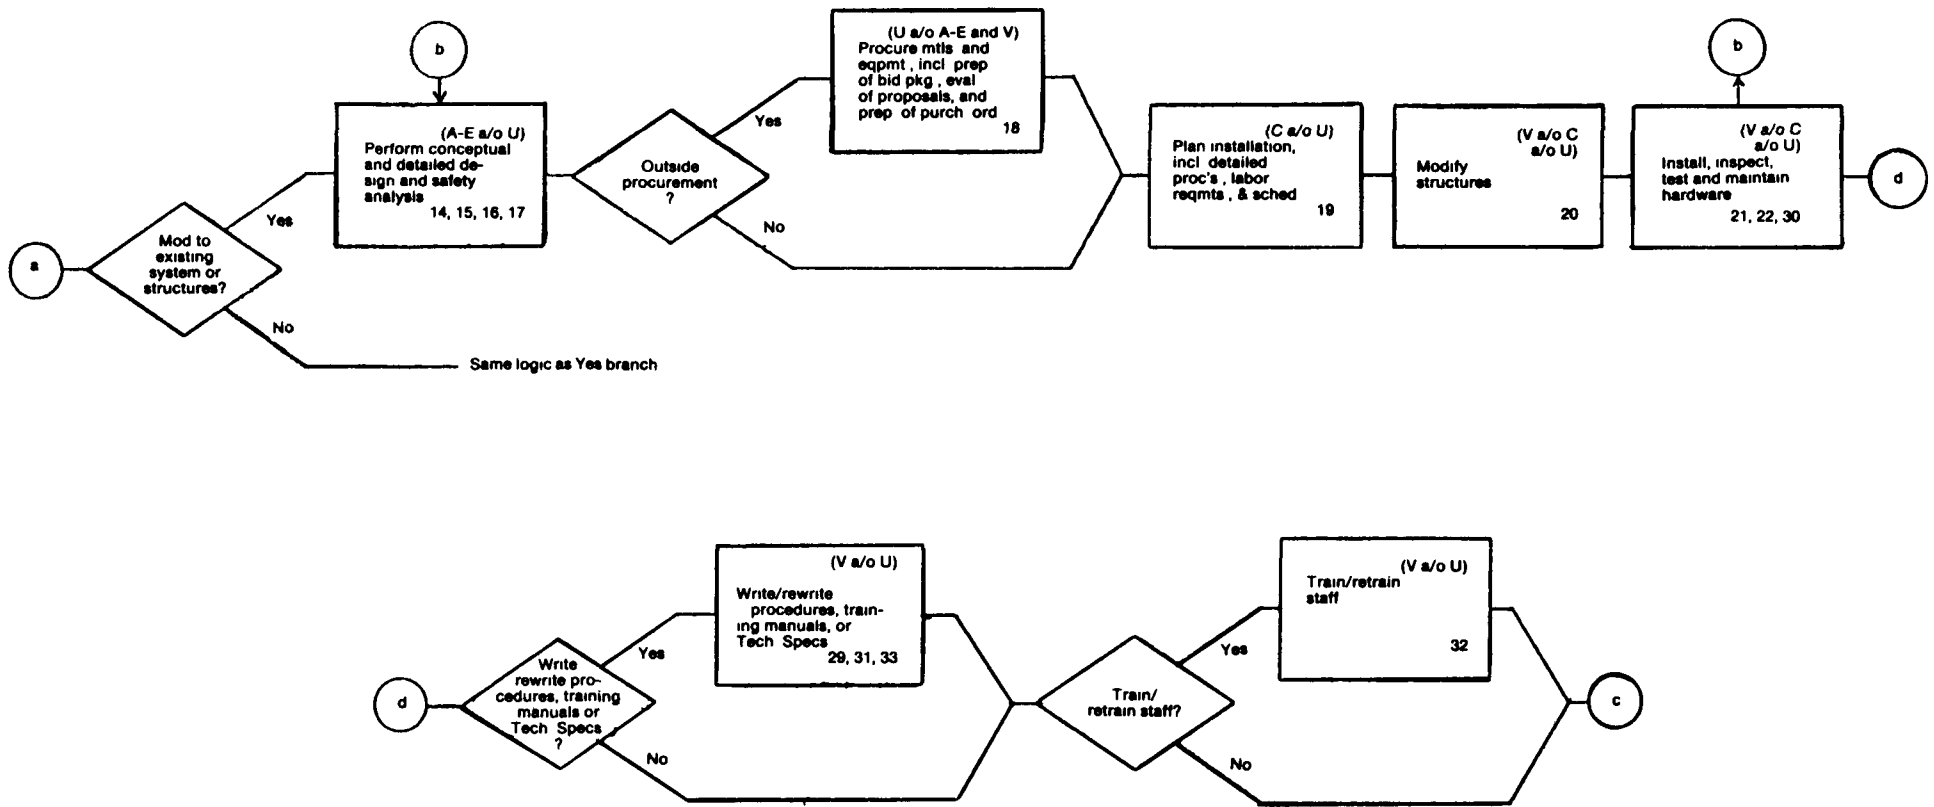 b
(A-E a/o U)
Perform conceptual
and detailed de-
sign and safety
analysis
14, 15, 16, 17
(U a/o A-E and V)
Procure mtls and
eqpmt, incl prep
of bid pkg, eval
of proposals, and
prep of purch ord
18
Yes
Outside
procurement
?
No
(C a/o U)
Plan installation,
incl detailed
proc's, labor
reqmts, & sched
19
(V a/o C
a/o U)
Modify
structures
20
b
(V a/o C
a/o U)
Install, inspect,
test and maintain
hardware
21, 22, 30
d
Yes
a
Mod to
existing
system or
structures?
No
Same logic as Yes branch
(V a/o U)
Write/rewrite
procedures, train-
ing manuals, or
Tech Specs
29, 31, 33
(V a/o U)
Train/retrain
staff
32
Yes
d
Write
rewrite pro-
cedures, training
manuals or
Tech Specs
?
No
Yes
Train/
retrain staff?
No
c